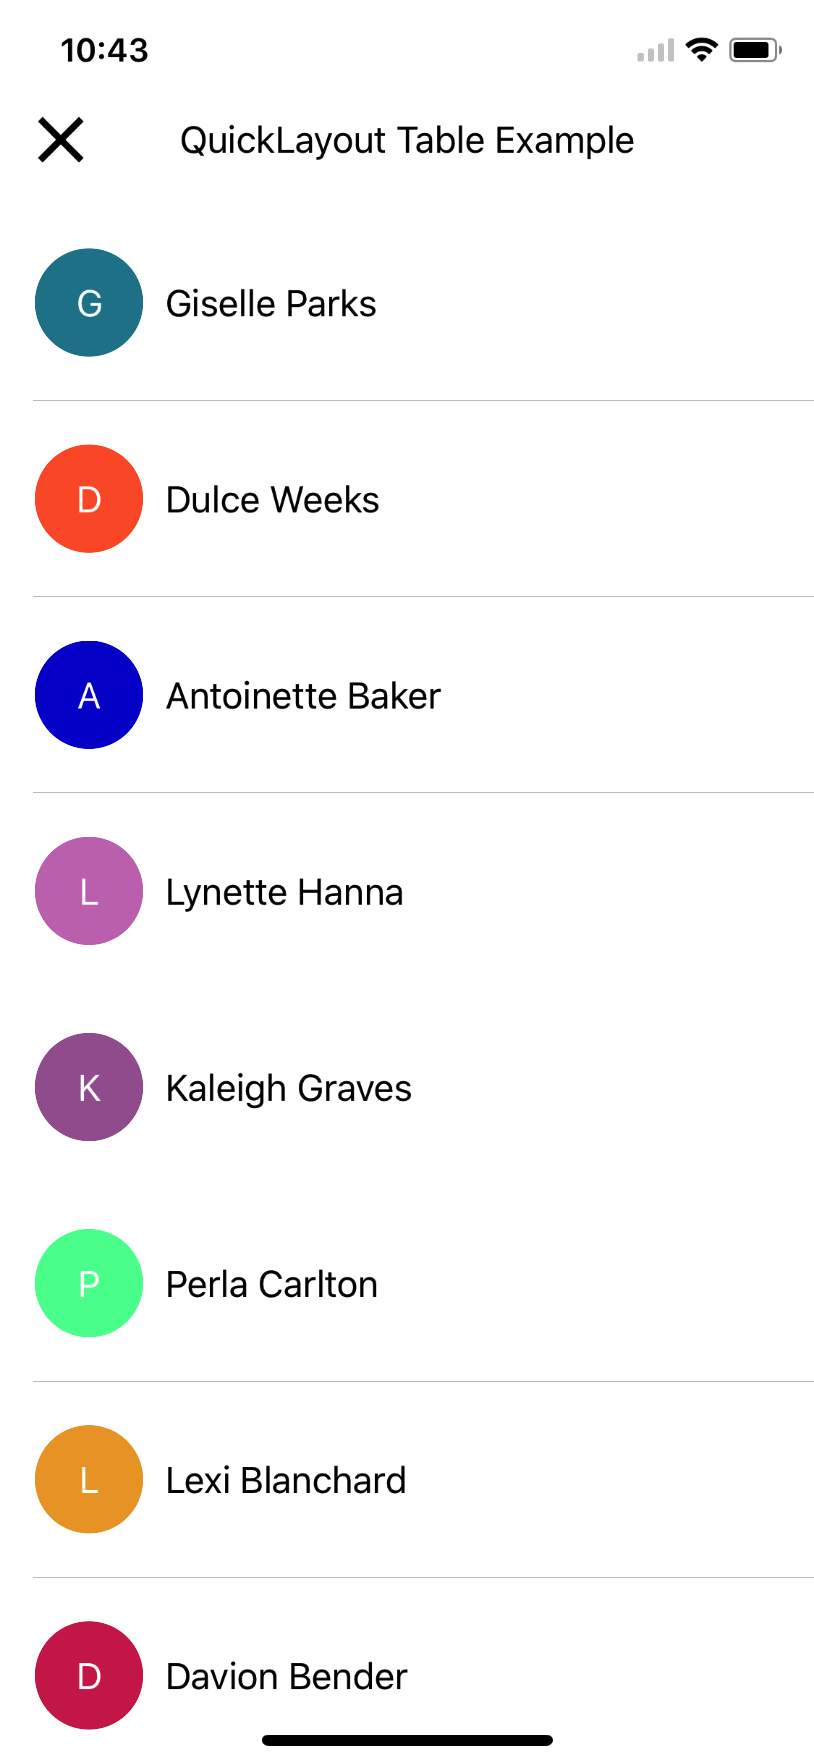 10:43
QuickLayout Table Example
G Giselle Parks
D Dulce Weeks
A Antoinette Baker
L Lynette Hanna
K Kaleigh Graves
P Perla Carlton
L Lexi Blanchard
D Davion Bender